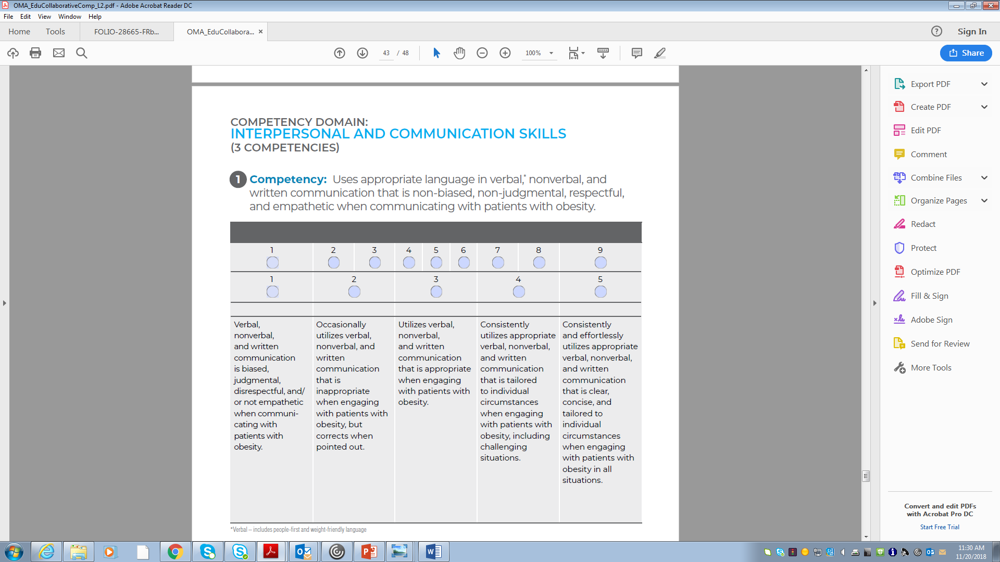 OMA_EduCollaborativeComp_L2.pdf - Adobe Acrobat Reader DC
File Edit View Window Help
Home Tools FOLIO-28665-FRb... OMA_EduCollabora... ×
? Sign In
43 / 48 100% Share
COMPETENCY DOMAIN:
INTERPERSONAL AND COMMUNICATION SKILLS
(3 COMPETENCIES)
1 Competency: Uses appropriate language in verbal,* nonverbal, and
written communication that is non-biased, non-judgmental, respectful,
and empathetic when communicating with patients with obesity.
1 2 3 4 5 6 7 8 9
1 2 3 4 5
Verbal,
nonverbal,
and written
communication
is biased,
judgmental,
disrespectful, and/
or not empathetic
when communi-
cating with
patients with
obesity.
Occasionally
utilizes verbal,
nonverbal, and
written
communication
that is
inappropriate
when engaging
with patients with
obesity, but
corrects when
pointed out.
Utilizes verbal,
nonverbal,
and written
communication
that is appropriate
when engaging
with patients with
obesity.
Consistently
utilizes appropriate
verbal, nonverbal,
and written
communication
that is tailored
to individual
circumstances
when engaging
with patients with
obesity, including
challenging
situations.
Consistently
and effortlessly
utilizes appropriate
verbal, nonverbal,
and written
communication
that is clear,
concise, and
tailored to
individual
circumstances
when engaging
with patients with
obesity in all
situations.
*Verbal – includes people-first and weight-friendly language
Export PDF
Create PDF
Edit PDF
Comment
Combine Files
Organize Pages
Redact
Protect
Optimize PDF
Fill & Sign
Adobe Sign
Send for Review
More Tools
Convert and edit PDFs
with Acrobat Pro DC
Start Free Trial
11:30 AM
11/20/2018